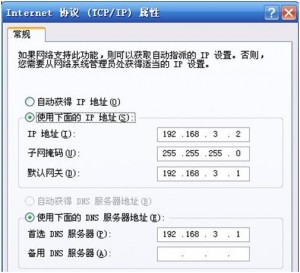 Internet 协议 (TCP/IP) 属性
常规
如果网络支持此功能，则可以获取自动指派的 IP 设置。否则，
您需要从网络系统管理员处获得适当的 IP 设置。
自动获得 IP 地址(O)
使用下面的 IP 地址(S):
IP 地址(I): 192 .168 . 3 . 2
子网掩码(U): 255 .255 .255 . 0
默认网关(D): 192 .168 . 3 . 1
自动获得 DNS 服务器地址(B)
使用下面的 DNS 服务器地址(E):
首选 DNS 服务器(P): 192 .168 . 3 . 1
备用 DNS 服务器(A): . . .